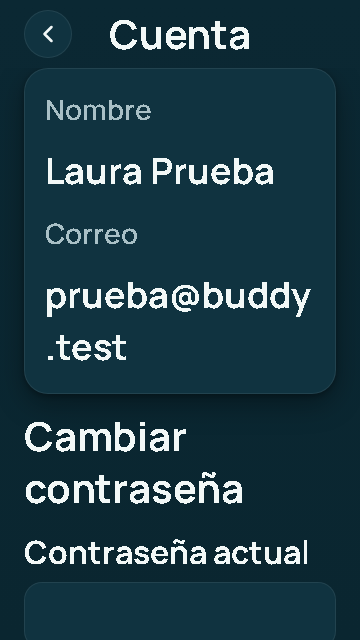 Cuenta
Nombre
Laura Prueba
Correo
prueba@buddy
.test
Cambiar
contraseña
Contraseña actual